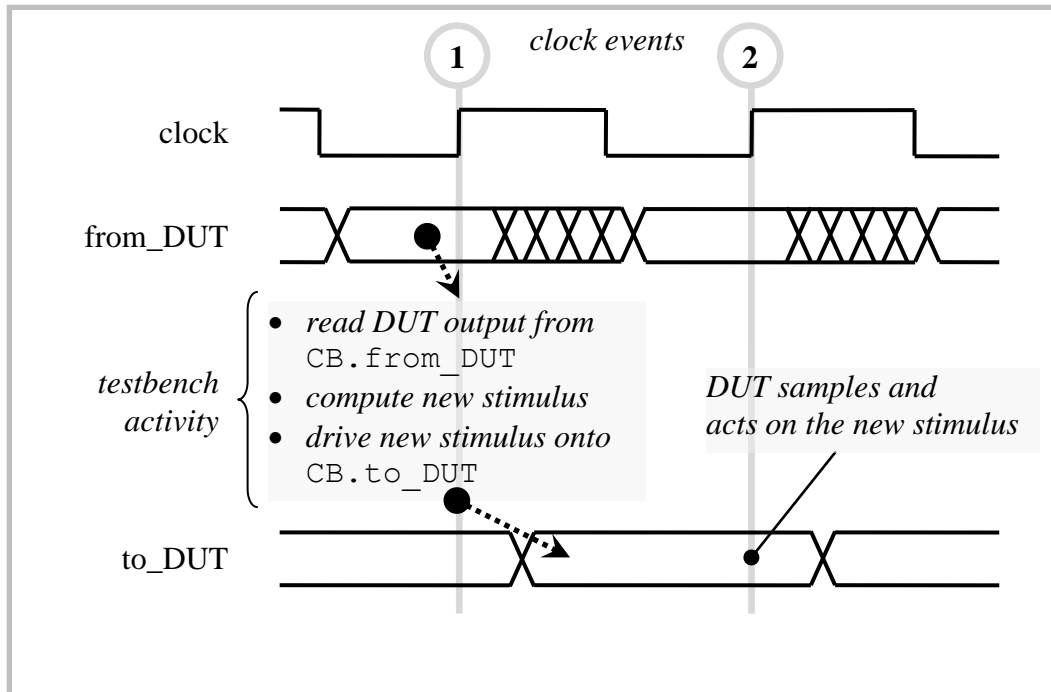 clock events
1
2
clock
from_DUT
testbench
activity
• read DUT output from
CB.from_DUT
• compute new stimulus
• drive new stimulus onto
CB.to_DUT
DUT samples and
acts on the new stimulus
to_DUT